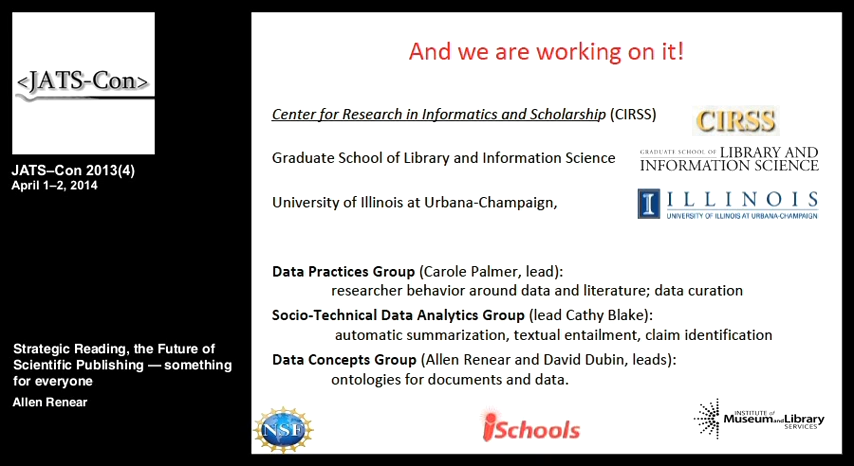 <JATS-Con>
JATS–Con 2013(4)
April 1–2, 2014
Strategic Reading, the Future of
Scientific Publishing — something
for everyone
Allen Renear
And we are working on it!
Center for Research in Informatics and Scholarship (CIRSS)
CIRSS
Graduate School of Library and Information Science
GRADUATE SCHOOL OF LIBRARY AND
INFORMATION SCIENCE
University of Illinois at Urbana-Champaign,
I ILLINOIS
UNIVERSITY OF ILLINOIS AT URBANA-CHAMPAIGN
Data Practices Group (Carole Palmer, lead):
researcher behavior around data and literature; data curation
Socio-Technical Data Analytics Group (lead Cathy Blake):
automatic summarization, textual entailment, claim identification
Data Concepts Group (Allen Renear and David Dubin, leads):
ontologies for documents and data.
NSF
iSchools
INSTITUTE of
Museum and Library
SERVICES